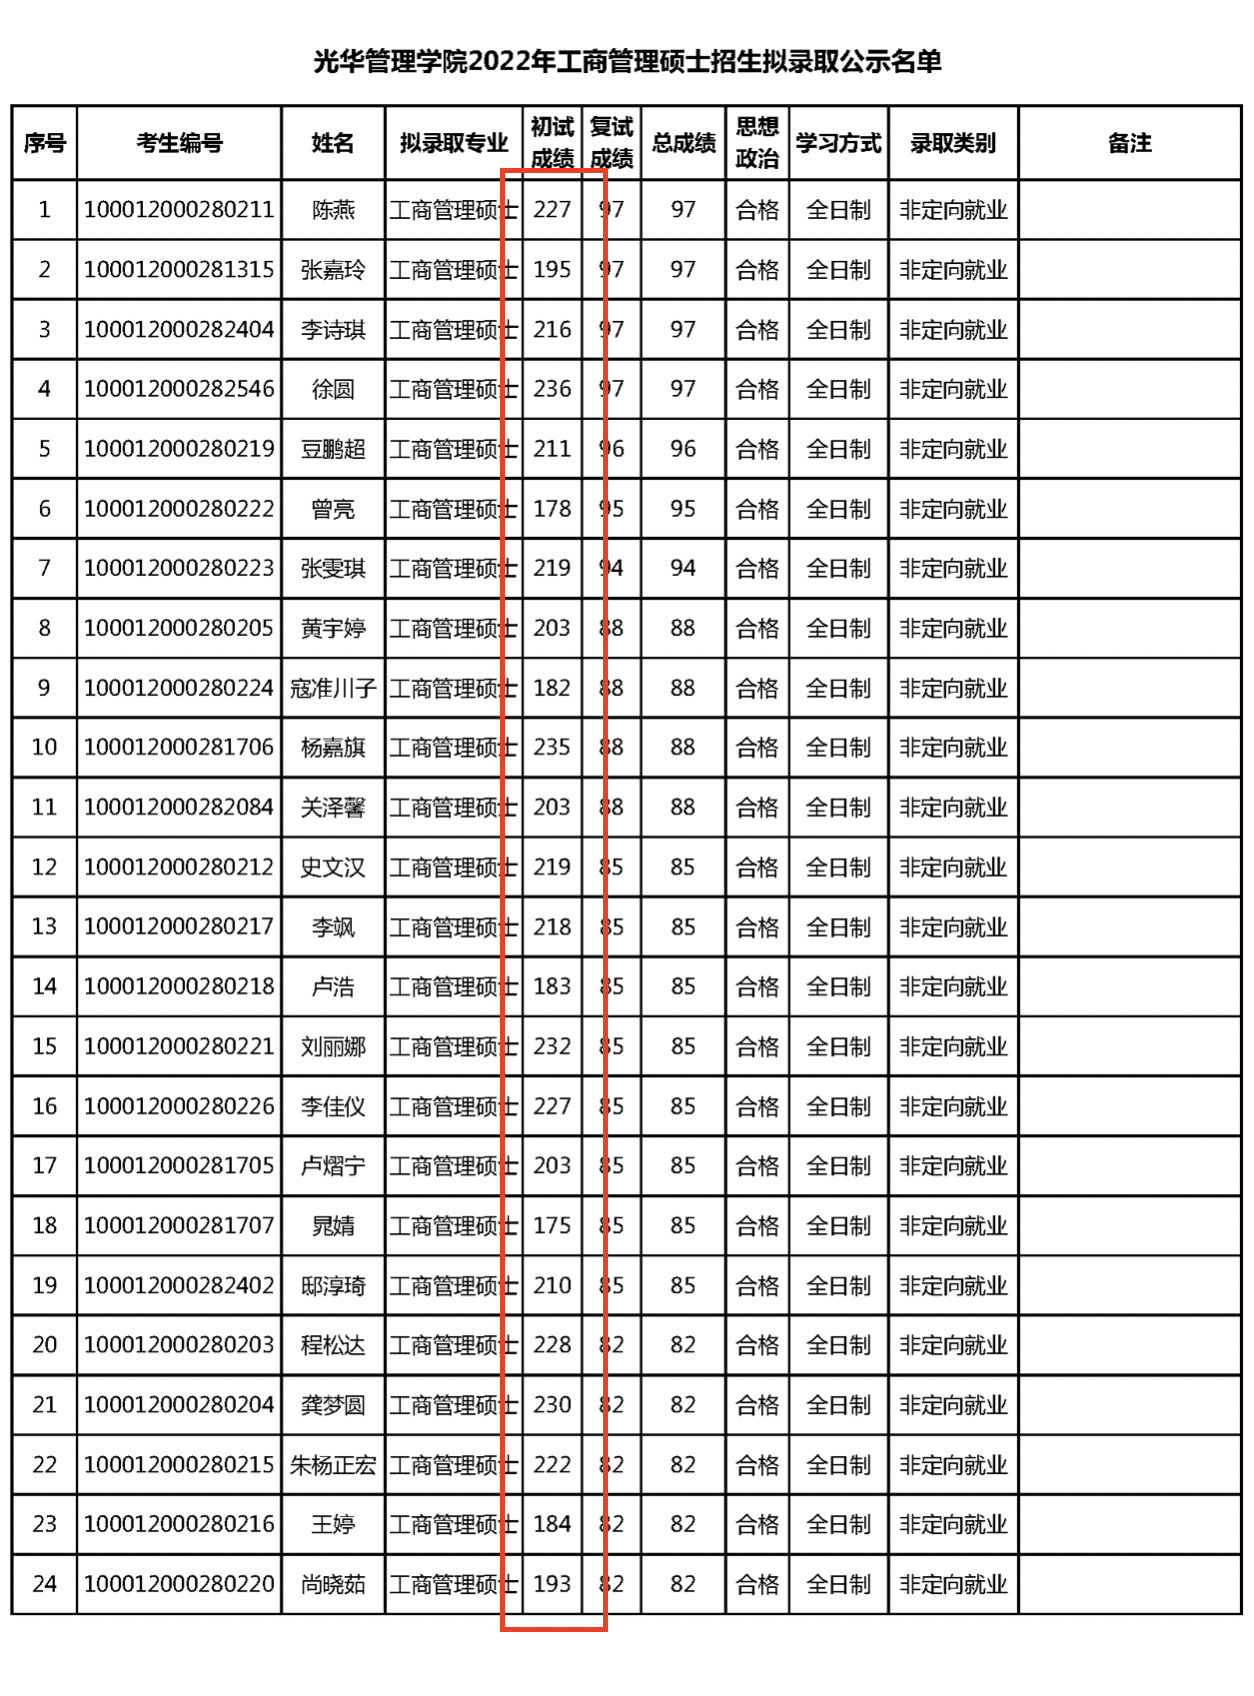 光华管理学院2022年工商管理硕士招生拟录取公示名单
序号 考生编号 姓名 拟录取专业 初试成绩 复试成绩 总成绩 思想政治 学习方式 录取类别 备注
1 100012000280211 陈燕 工商管理硕士 227 97 97 合格 全日制 非定向就业
2 100012000281315 张嘉玲 工商管理硕士 195 97 97 合格 全日制 非定向就业
3 100012000282404 李诗琪 工商管理硕士 216 97 97 合格 全日制 非定向就业
4 100012000282546 徐圆 工商管理硕士 236 97 97 合格 全日制 非定向就业
5 100012000280219 豆鹏超 工商管理硕士 211 96 96 合格 全日制 非定向就业
6 100012000280222 曾亮 工商管理硕士 178 95 95 合格 全日制 非定向就业
7 100012000280223 张雯琪 工商管理硕士 219 94 94 合格 全日制 非定向就业
8 100012000280205 黄宇婷 工商管理硕士 203 88 88 合格 全日制 非定向就业
9 100012000280224 寇准川子 工商管理硕士 182 88 88 合格 全日制 非定向就业
10 100012000281706 杨嘉旗 工商管理硕士 235 88 88 合格 全日制 非定向就业
11 100012000282084 关泽馨 工商管理硕士 203 88 88 合格 全日制 非定向就业
12 100012000280212 史文汉 工商管理硕士 219 85 85 合格 全日制 非定向就业
13 100012000280217 李飒 工商管理硕士 218 85 85 合格 全日制 非定向就业
14 100012000280218 卢浩 工商管理硕士 183 85 85 合格 全日制 非定向就业
15 100012000280221 刘丽娜 工商管理硕士 232 85 85 合格 全日制 非定向就业
16 100012000280226 李佳仪 工商管理硕士 227 85 85 合格 全日制 非定向就业
17 100012000281705 卢熠宁 工商管理硕士 203 85 85 合格 全日制 非定向就业
18 100012000281707 晁婧 工商管理硕士 175 85 85 合格 全日制 非定向就业
19 100012000282402 邸淳琦 工商管理硕士 210 85 85 合格 全日制 非定向就业
20 100012000280203 程松达 工商管理硕士 228 82 82 合格 全日制 非定向就业
21 100012000280204 龚梦圆 工商管理硕士 230 82 82 合格 全日制 非定向就业
22 100012000280215 朱杨正宏 工商管理硕士 222 82 82 合格 全日制 非定向就业
23 100012000280216 王婷 工商管理硕士 184 82 82 合格 全日制 非定向就业
24 100012000280220 尚晓茹 工商管理硕士 193 82 82 合格 全日制 非定向就业